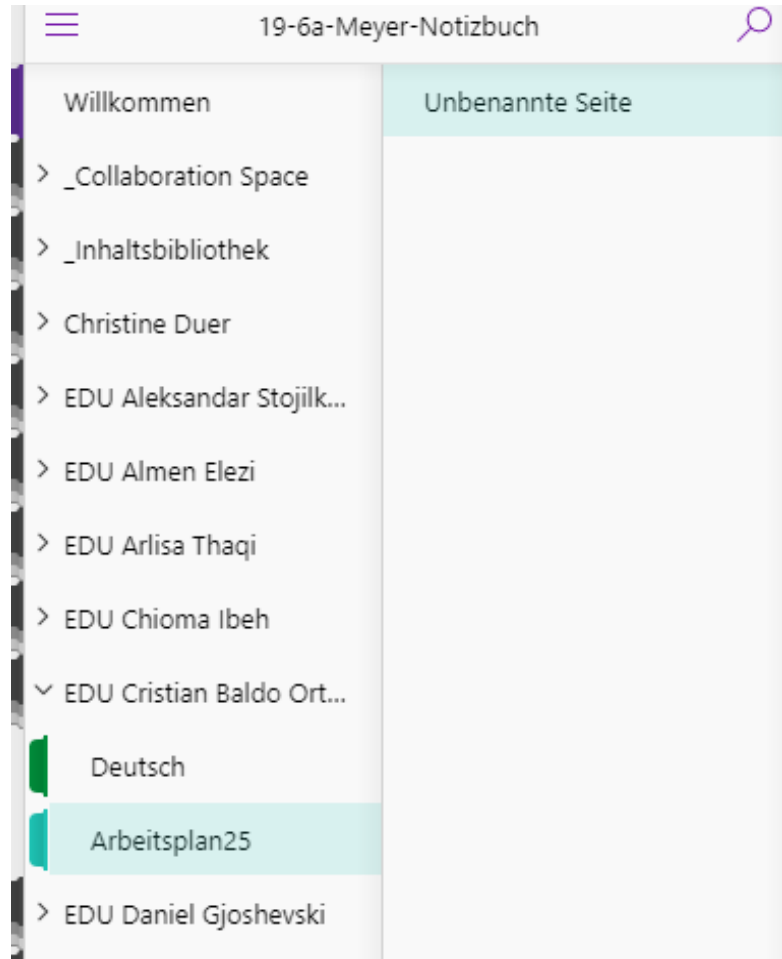 19-6a-Meyer-Notizbuch
Willkommen
_Collaboration Space
_Inhaltsbibliothek
Christine Duer
EDU Aleksandar Stojilk...
EDU Almen Elezi
EDU Arlisa Thaqi
EDU Chioma Ibeh
EDU Cristian Baldo Ort...
Deutsch
Arbeitsplan25
EDU Daniel Gjoshevski
Unbenannte Seite